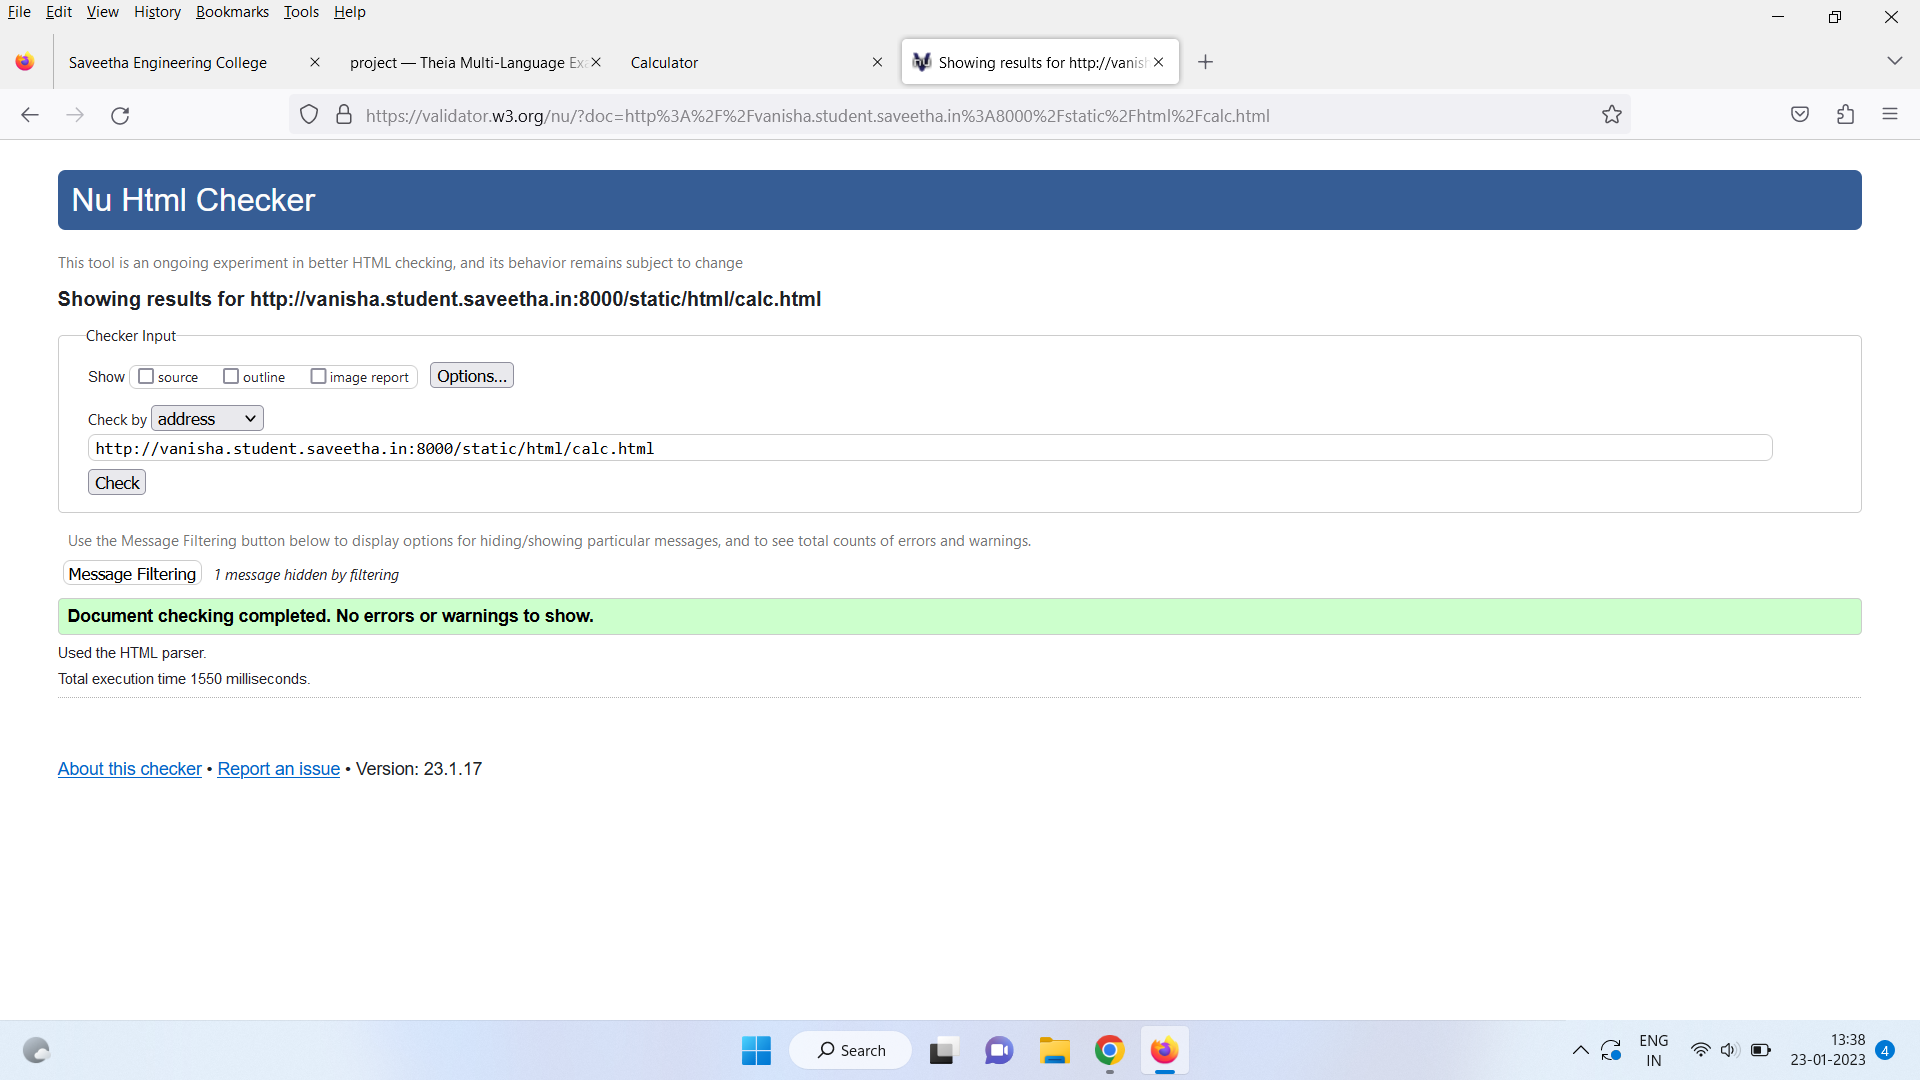 File Edit View History Bookmarks Tools Help
Saveetha Engineering College
project — Theia Multi-Language Exa
Calculator
Showing results for http://vanish
https://validator.w3.org/nu/?doc=http%3A%2F%2Fvanisha.student.saveetha.in%3A8000%2Fstatic%2Fhtml%2Fcalc.html
Nu Html Checker
This tool is an ongoing experiment in better HTML checking, and its behavior remains subject to change
Showing results for http://vanisha.student.saveetha.in:8000/static/html/calc.html
Checker Input
Show source outline image report Options...
Check by address
http://vanisha.student.saveetha.in:8000/static/html/calc.html
Check
Use the Message Filtering button below to display options for hiding/showing particular messages, and to see total counts of errors and warnings.
Message Filtering 1 message hidden by filtering
Document checking completed. No errors or warnings to show.
Used the HTML parser.
Total execution time 1550 milliseconds.
About this checker • Report an issue • Version: 23.1.17
Search
ENG
IN
13:38
23-01-2023
4